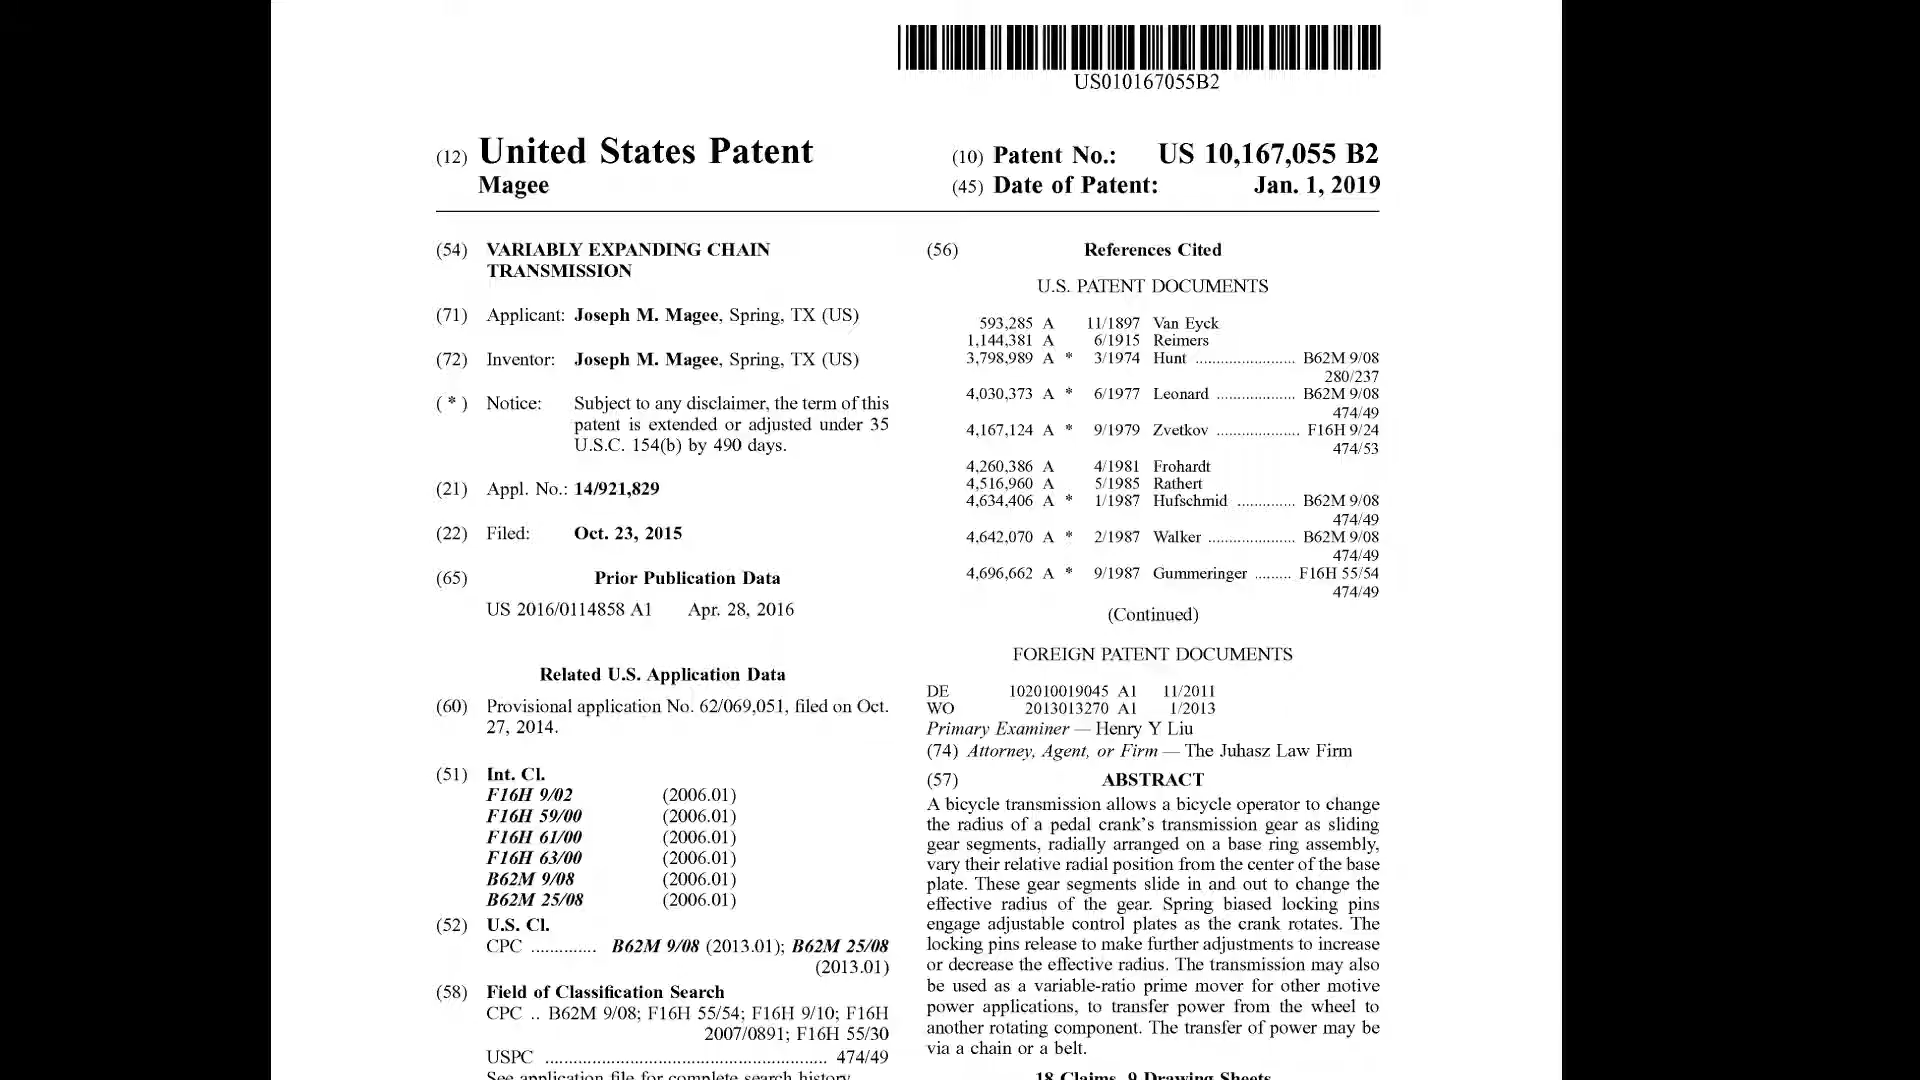 US010167055B2
(12) United States Patent
Magee
(10) Patent No.: US 10,167,055 B2
(45) Date of Patent: Jan. 1, 2019
(54) VARIABLY EXPANDING CHAIN
TRANSMISSION
(71) Applicant: Joseph M. Magee, Spring, TX (US)
(72) Inventor: Joseph M. Magee, Spring, TX (US)
( * ) Notice: Subject to any disclaimer, the term of this
patent is extended or adjusted under 35
U.S.C. 154(b) by 490 days.
(21) Appl. No.: 14/921,829
(22) Filed: Oct. 23, 2015
(65) Prior Publication Data
US 2016/0114858 A1 Apr. 28, 2016
Related U.S. Application Data
(60) Provisional application No. 62/069,051, filed on Oct.
27, 2014.
(51) Int. Cl.
F16H 9/02 (2006.01)
F16H 59/00 (2006.01)
F16H 61/00 (2006.01)
F16H 63/00 (2006.01)
B62M 9/08 (2006.01)
B62M 25/08 (2006.01)
(52) U.S. Cl.
CPC ............. B62M 9/08 (2013.01); B62M 25/08
(2013.01)
(58) Field of Classification Search
CPC .. B62M 9/08; F16H 55/54; F16H 9/10; F16H
2007/0891; F16H 55/30
USPC ........................................................ 474/49
See application file for complete search history.
(56) References Cited
U.S. PATENT DOCUMENTS
593,285 A 11/1897 Van Eyck
1,144,381 A 6/1915 Reimers
3,798,989 A * 3/1974 Hunt ........................ B62M 9/08
280/237
4,030,373 A * 6/1977 Leonard ................... B62M 9/08
474/49
4,167,124 A * 9/1979 Zvetkov .................... F16H 9/24
474/53
4,260,386 A 4/1981 Frohardt
4,516,960 A 5/1985 Rathert
4,634,406 A * 1/1987 Hufschmid .............. B62M 9/08
474/49
4,642,070 A * 2/1987 Walker ..................... B62M 9/08
474/49
4,696,662 A * 9/1987 Gummeringer ......... F16H 55/54
474/49
(Continued)
FOREIGN PATENT DOCUMENTS
DE 102010019045 A1 11/2011
WO 2013013270 A1 1/2013
Primary Examiner — Henry Y Liu
(74) Attorney, Agent, or Firm — The Juhasz Law Firm
(57) ABSTRACT
A bicycle transmission allows a bicycle operator to change
the radius of a pedal crank's transmission gear as sliding
gear segments, radially arranged on a base ring assembly,
vary their relative radial position from the center of the base
plate. These gear segments slide in and out to change the
effective radius of the gear. Spring biased locking pins
engage adjustable control plates as the crank rotates. The
locking pins release to make further adjustments to increase
or decrease the effective radius. The transmission may also
be used as a variable-ratio prime mover for other motive
power applications, to transfer power from the wheel to
another rotating component. The transfer of power may be
via a chain or a belt.
18 Claims, 9 Drawing Sheets